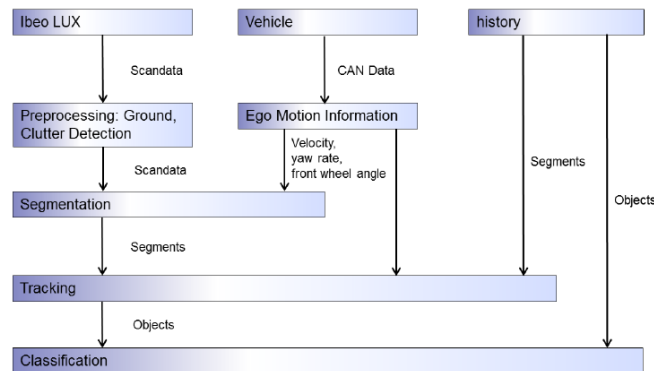 Ibeo LUX
Vehicle
history
Scandata
CAN Data
Preprocessing: Ground,
Clutter Detection
Ego Motion Information
Velocity,
yaw rate,
front wheel angle
Scandata
Segments
Objects
Segmentation
Segments
Tracking
Objects
Classification